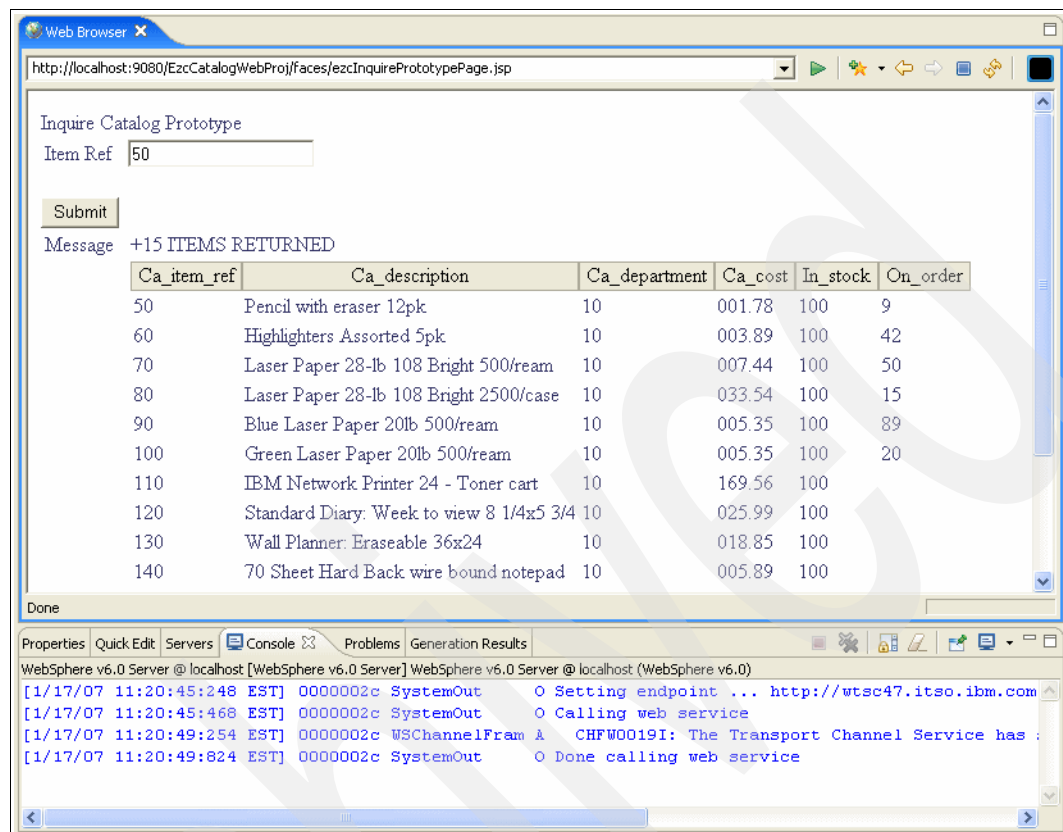 Web Browser
http://localhost:9080/EzcCatalogWebProj/faces/ezcInquirePrototypePage.jsp
Inquire Catalog Prototype
Item Ref 50
Submit
Message +15 ITEMS RETURNED
Ca_item_ref Ca_description Ca_department Ca_cost In_stock On_order
50 Pencil with eraser 12pk 10 001.78 100 9
60 Highlighters Assorted 5pk 10 003.89 100 42
70 Laser Paper 28-lb 108 Bright 500/ream 10 007.44 100 50
80 Laser Paper 28-lb 108 Bright 2500/case 10 033.54 100 15
90 Blue Laser Paper 20lb 500/ream 10 005.35 100 89
100 Green Laser Paper 20lb 500/ream 10 005.35 100 20
110 IBM Network Printer 24 - Toner cart 10 169.56 100
120 Standard Diary: Week to view 8 1/4x5 3/4 10 025.99 100
130 Wall Planner: Eraseable 36x24 10 018.85 100
140 70 Sheet Hard Back wire bound notepad 10 005.89 100
Done
Properties Quick Edit Servers Console Problems Generation Results
WebSphere v6.0 Server @ localhost [WebSphere v6.0 Server] WebSphere v6.0 Server @ localhost (WebSphere v6.0)
[1/17/07 11:20:45:248 EST] 0000002c SystemOut O Setting endpoint ... http://wtsc47.itso.ibm.com
[1/17/07 11:20:45:468 EST] 0000002c SystemOut O Calling web service
[1/17/07 11:20:49:254 EST] 0000002c WSChannelFram A CHFW0019I: The Transport Channel Service has
[1/17/07 11:20:49:824 EST] 0000002c SystemOut O Done calling web service